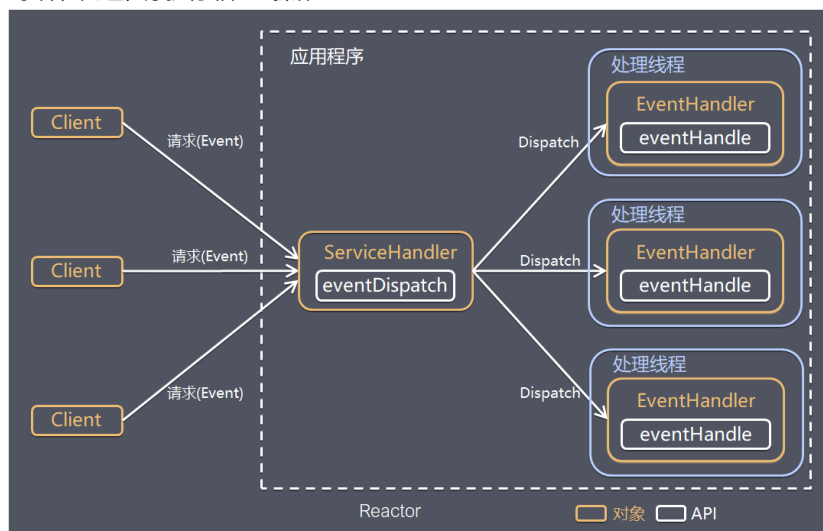 应用程序
处理线程
EventHandler
eventHandle
Client
请求(Event)
Dispatch
处理线程
ServiceHandler
EventHandler
Client
请求(Event)
Dispatch
eventDispatch
eventHandle
处理线程
请求(Event)
Dispatch
EventHandler
Client
eventHandle
Reactor
对象
API